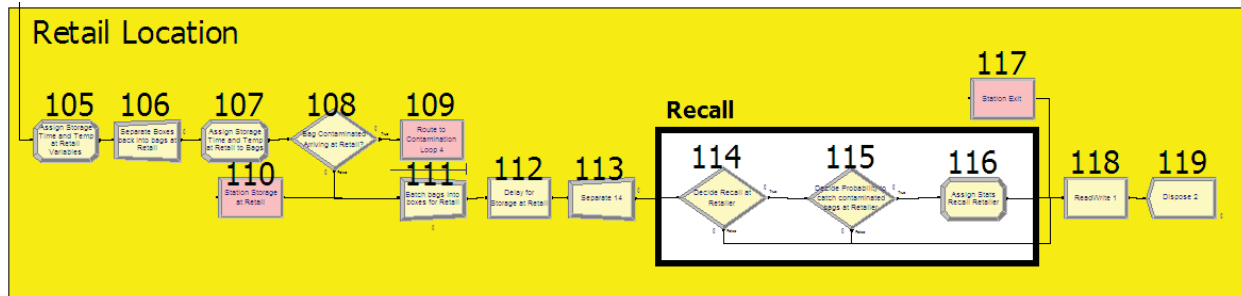 Retail Location
105
106
107
108
109
117
Assign Storage
Time and Temp
at Retail
Variables
Separate Boxes
back into bags at
Retail
Assign Storage
Time and Temp
at Retail to Bags
Bag Contaminated
Arriving at Retail?
True
False
Route to
Contamination
Loop 4
Station Exit
Recall
110
111
112
113
114
115
116
118
119
Station Storage
at Retail
Batch bags into
boxes for Retail
Delay for
Storage at Retail
Separate 14
Decide Recall at
Retailer
True
False
Decide Probability to
catch contaminated
bags at Retailer
True
False
Assign Stats
Recall Retailer
ReadWrite 1
Dispose 2